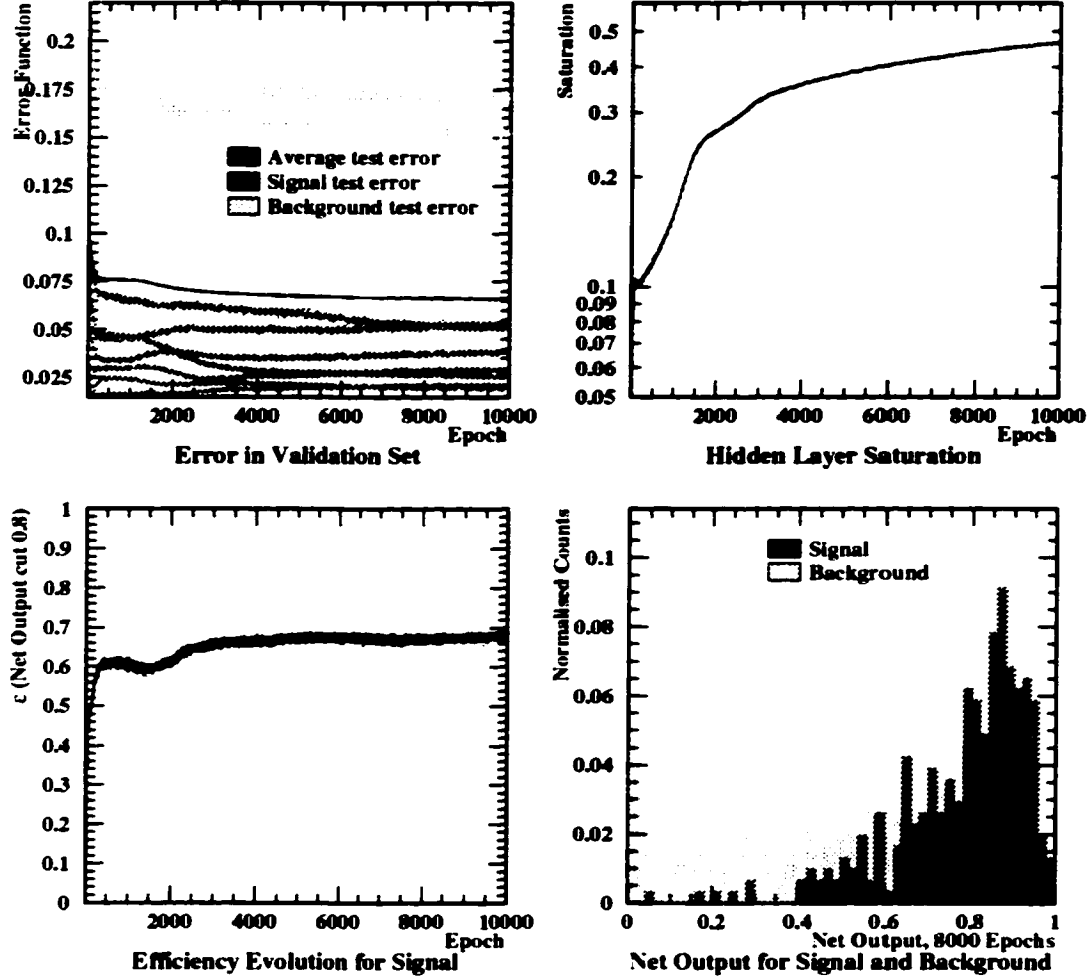 Error Function
0.2
0.175
0.15
0.125
0.1
0.075
0.05
0.025
Average test error
Signal test error
Background test error
2000 4000 6000 8000 10000
Epoch
Error in Validation Set
Saturation
0.5
0.4
0.3
0.2
0.1
0.09
0.08
0.07
0.06
0.05
2000 4000 6000 8000 10000
Epoch
Hidden Layer Saturation
ε (Net Output cut 0.8)
1
0.9
0.8
0.7
0.6
0.5
0.4
0.3
0.2
0.1
0
2000 4000 6000 8000 10000
Epoch
Efficiency Evolution for Signal
Normalised Counts
0.1
0.08
0.06
0.04
0.02
0
Signal
Background
0 0.2 0.4 0.6 0.8 1
Net Output, 8000 Epochs
Net Output for Signal and Background